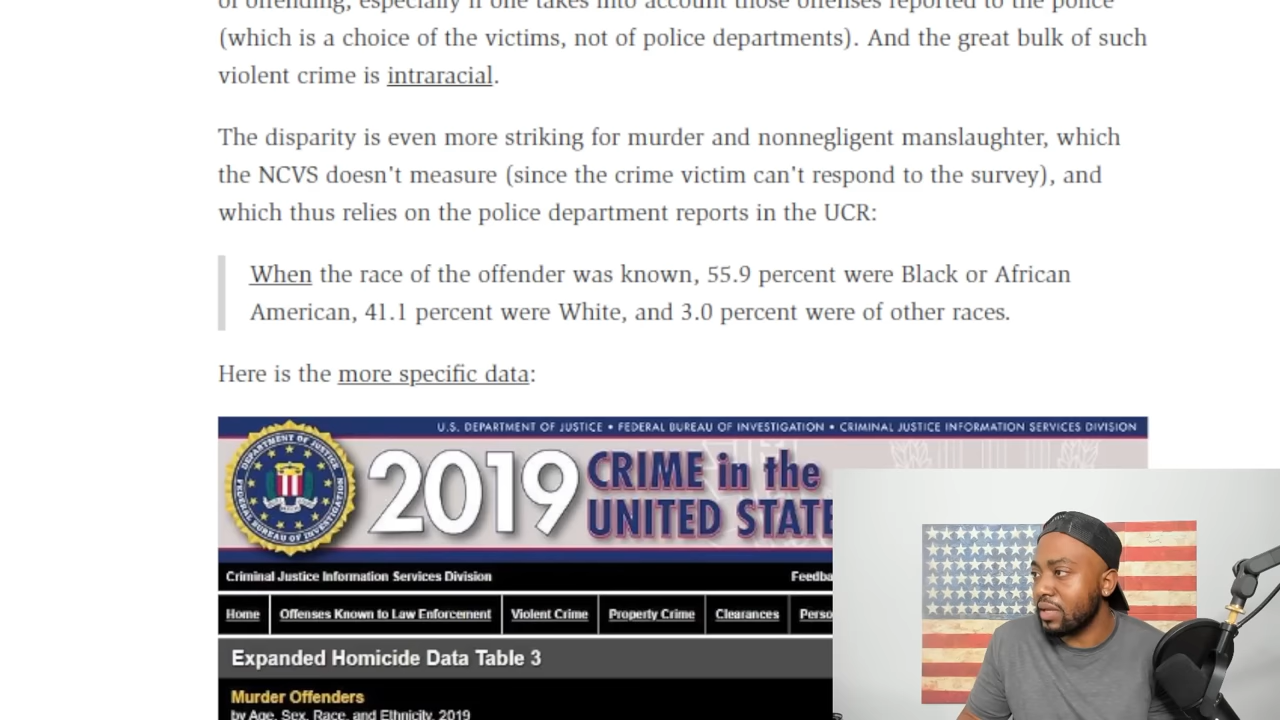 of offending, especially if one takes into account those offenses reported to the police
(which is a choice of the victims, not of police departments). And the great bulk of such
violent crime is intraracial.
The disparity is even more striking for murder and nonnegligent manslaughter, which
the NCVS doesn't measure (since the crime victim can't respond to the survey), and
which thus relies on the police department reports in the UCR:
When the race of the offender was known, 55.9 percent were Black or African
American, 41.1 percent were White, and 3.0 percent were of other races.
Here is the more specific data:
U.S. DEPARTMENT OF JUSTICE • FEDERAL BUREAU OF INVESTIGATION • CRIMINAL JUSTICE INFORMATION SERVICES DIVISION
DEPARTMENT OF JUSTICE
FEDERAL BUREAU OF INVESTIGATION
2019 CRIME in the
UNITED STATE
Criminal Justice Information Services Division Feedba
Home Offenses Known to Law Enforcement Violent Crime Property Crime Clearances Perso
Expanded Homicide Data Table 3
Murder Offenders
by Age, Sex, Race, and Ethnicity, 2019